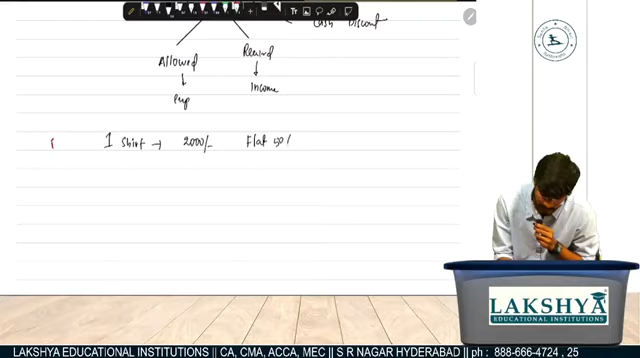 Cash Discount
Allowed Received
Exp Income
1 Shirt → 2000/- Flat 50%
Tr
LAKSHYA
EDUCATIONAL INSTITUTIONS
LAKSHYA EDUCATIONAL INSTITUTIONS || CA, CMA, ACCA, MEC || S R NAGAR HYDERABAD || ph : 888-666-4724 , 25